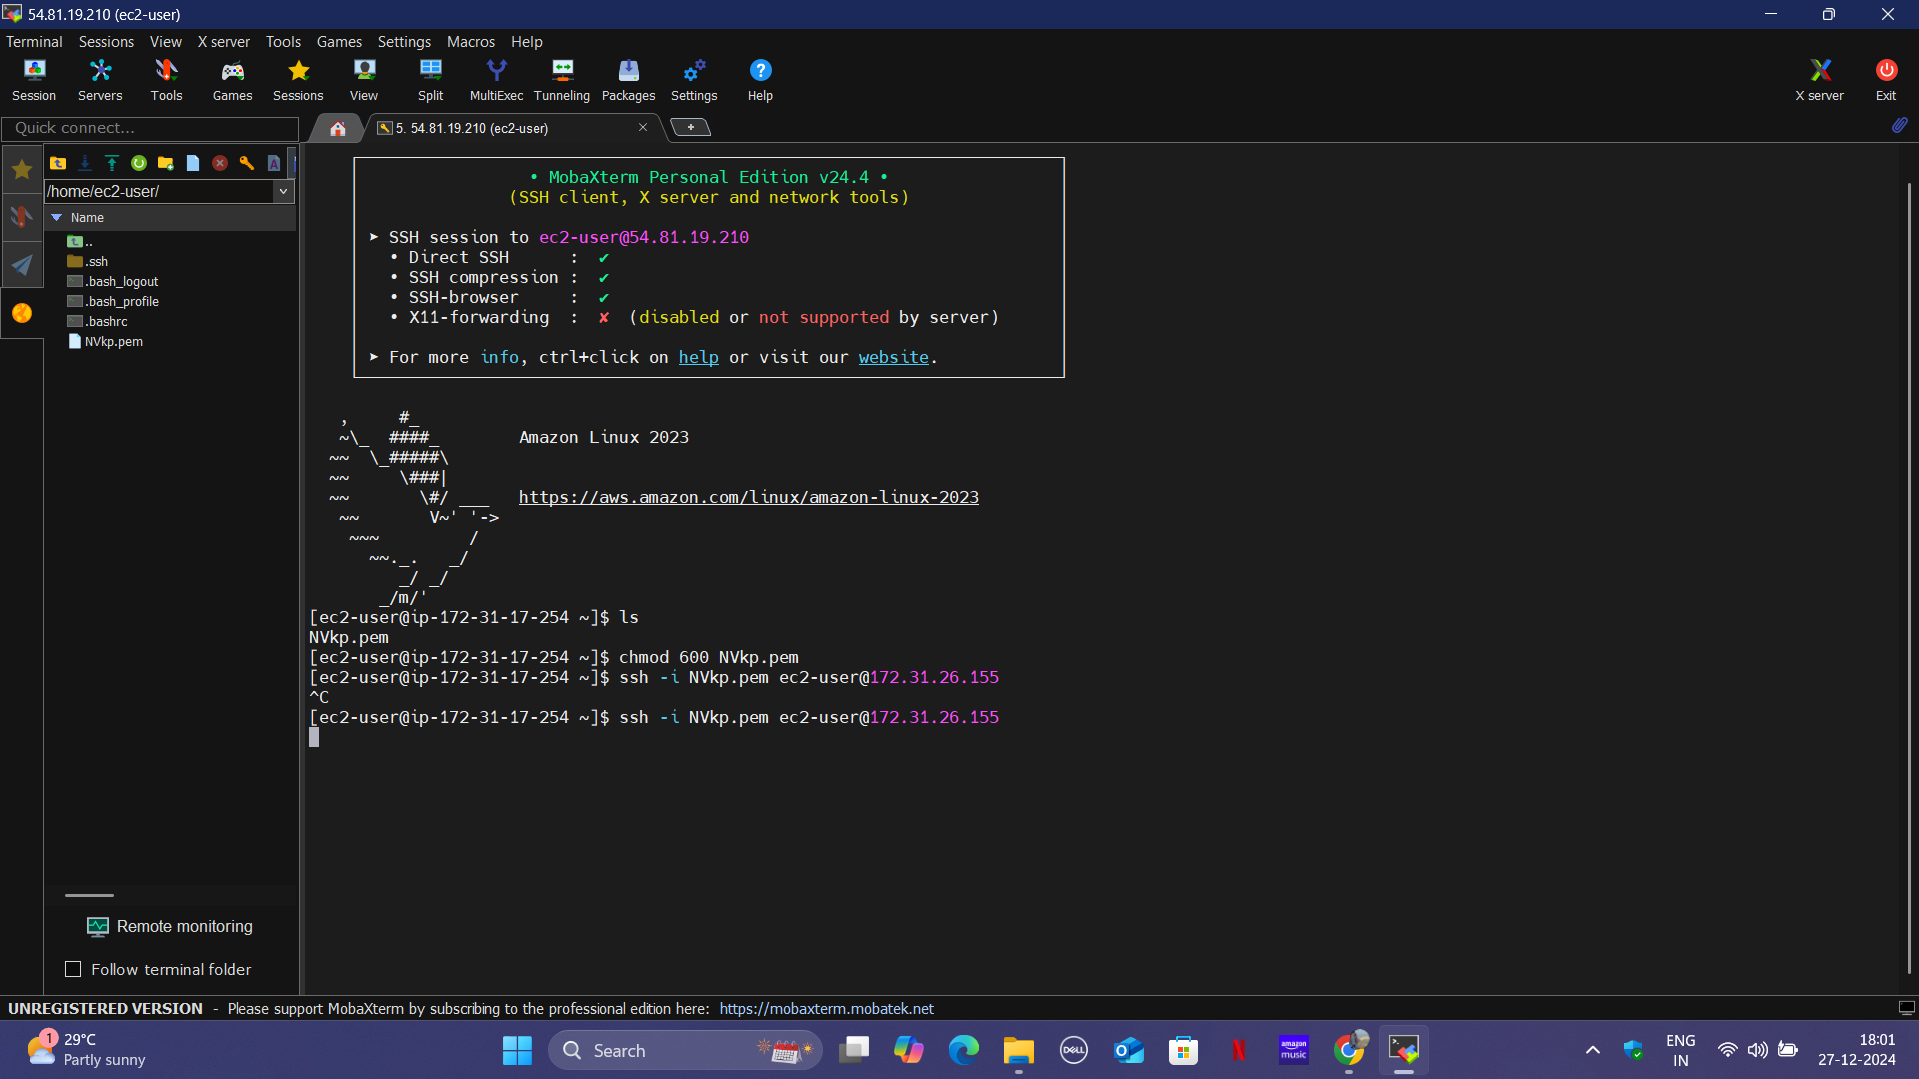 54.81.19.210 (ec2-user)
Terminal Sessions View X server Tools Games Settings Macros Help
Session Servers Tools Games Sessions View Split MultiExec Tunneling Packages Settings Help X server Exit
Quick connect...
5. 54.81.19.210 (ec2-user)
/home/ec2-user/
Name
..
.ssh
.bash_logout
.bash_profile
.bashrc
NVkp.pem
Remote monitoring
Follow terminal folder
• MobaXterm Personal Edition v24.4 •
(SSH client, X server and network tools)
➤ SSH session to ec2-user@54.81.19.210
• Direct SSH : ✔
• SSH compression : ✔
• SSH-browser : ✔
• X11-forwarding : ✘ (disabled or not supported by server)
➤ For more info, ctrl+click on help or visit our website.
   ,     #_
   ~\_  ####_        Amazon Linux 2023
  ~~  \_#####\
  ~~     \###|
  ~~       \#/ ___   https://aws.amazon.com/linux/amazon-linux-2023
   ~~       V~' '->
    ~~~         /
      ~~._.   _/
         _/ _/
       _/m/'
[ec2-user@ip-172-31-17-254 ~]$ ls
NVkp.pem
[ec2-user@ip-172-31-17-254 ~]$ chmod 600 NVkp.pem
[ec2-user@ip-172-31-17-254 ~]$ ssh -i NVkp.pem ec2-user@172.31.26.155
^C
[ec2-user@ip-172-31-17-254 ~]$ ssh -i NVkp.pem ec2-user@172.31.26.155
UNREGISTERED VERSION - Please support MobaXterm by subscribing to the professional edition here: https://mobaxterm.mobatek.net
1
29°C
Partly sunny
Search
DELL
amazon music
ENG
IN
18:01
27-12-2024